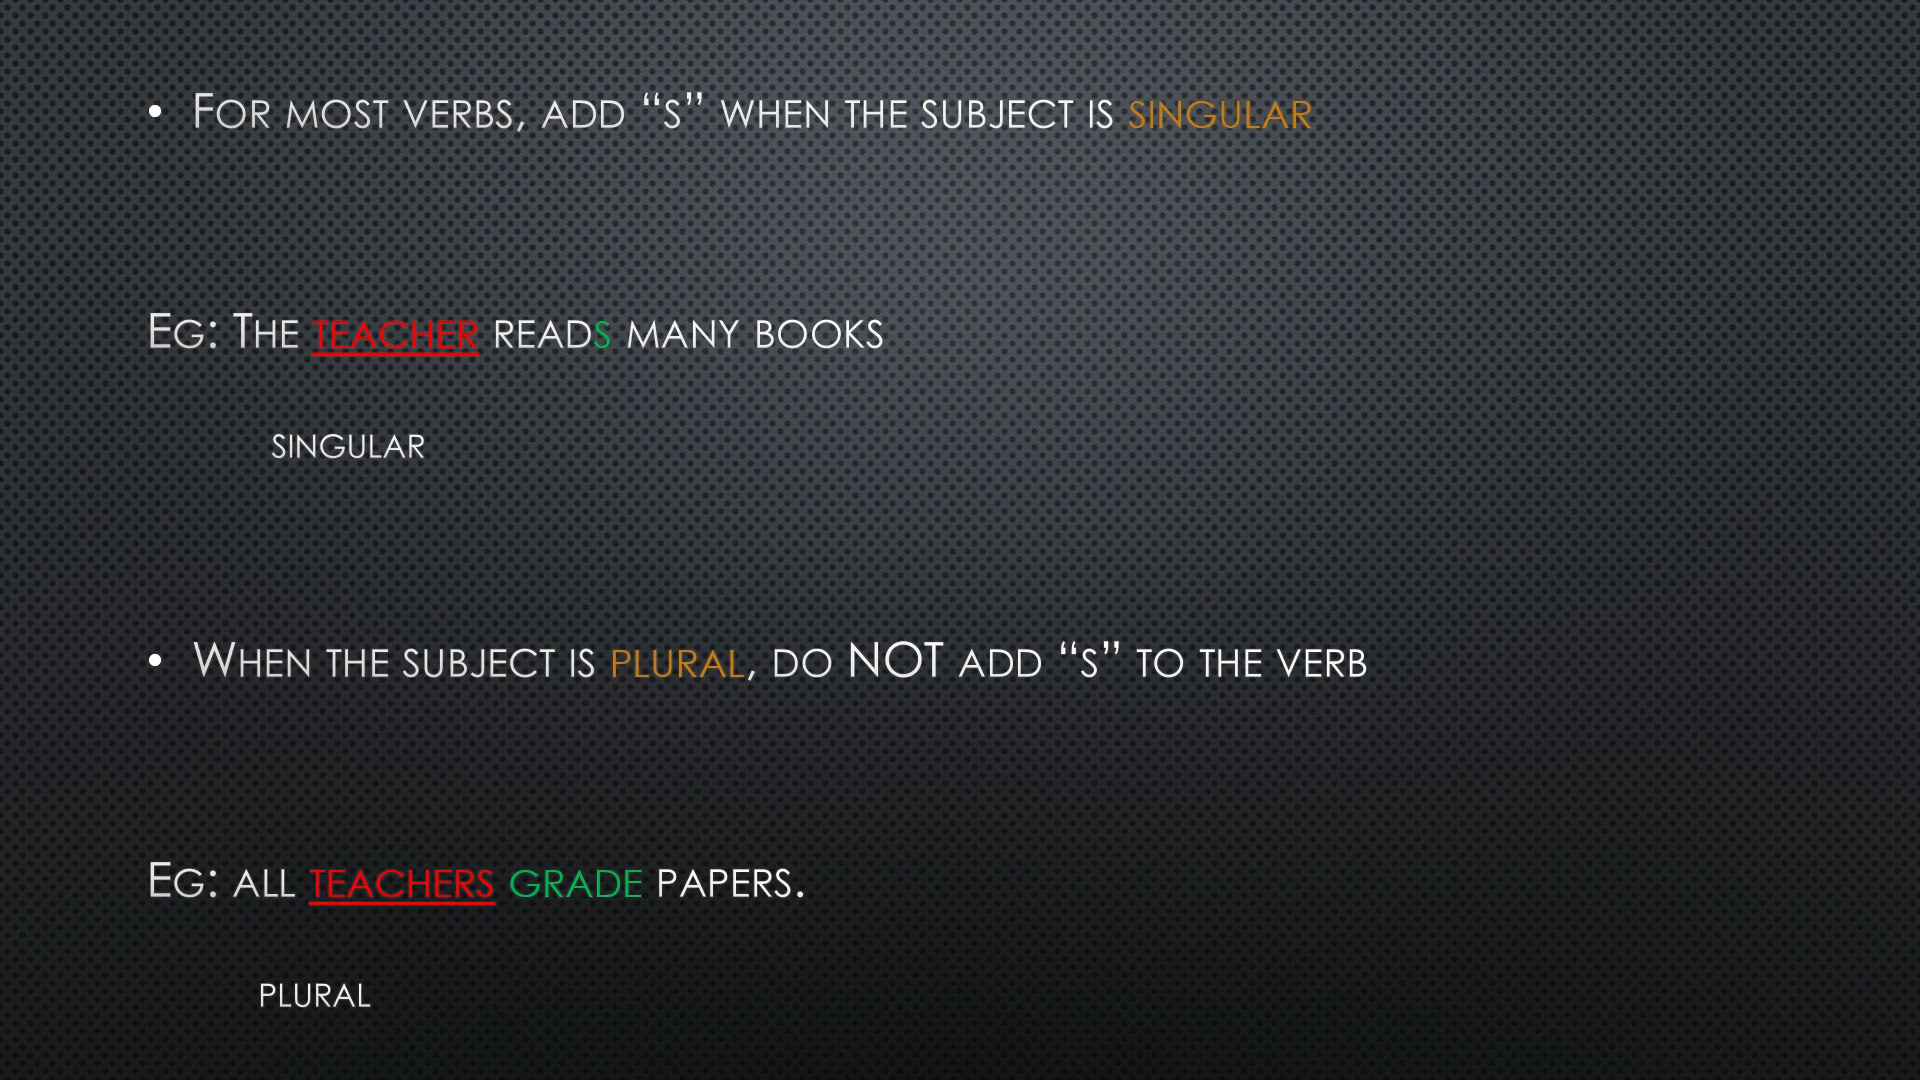 • For most verbs, add “s” when the subject is singular
Eg: The teacher reads many books
singular
• When the subject is plural, do NOT add “s” to the verb
Eg: all teachers grade papers.
plural